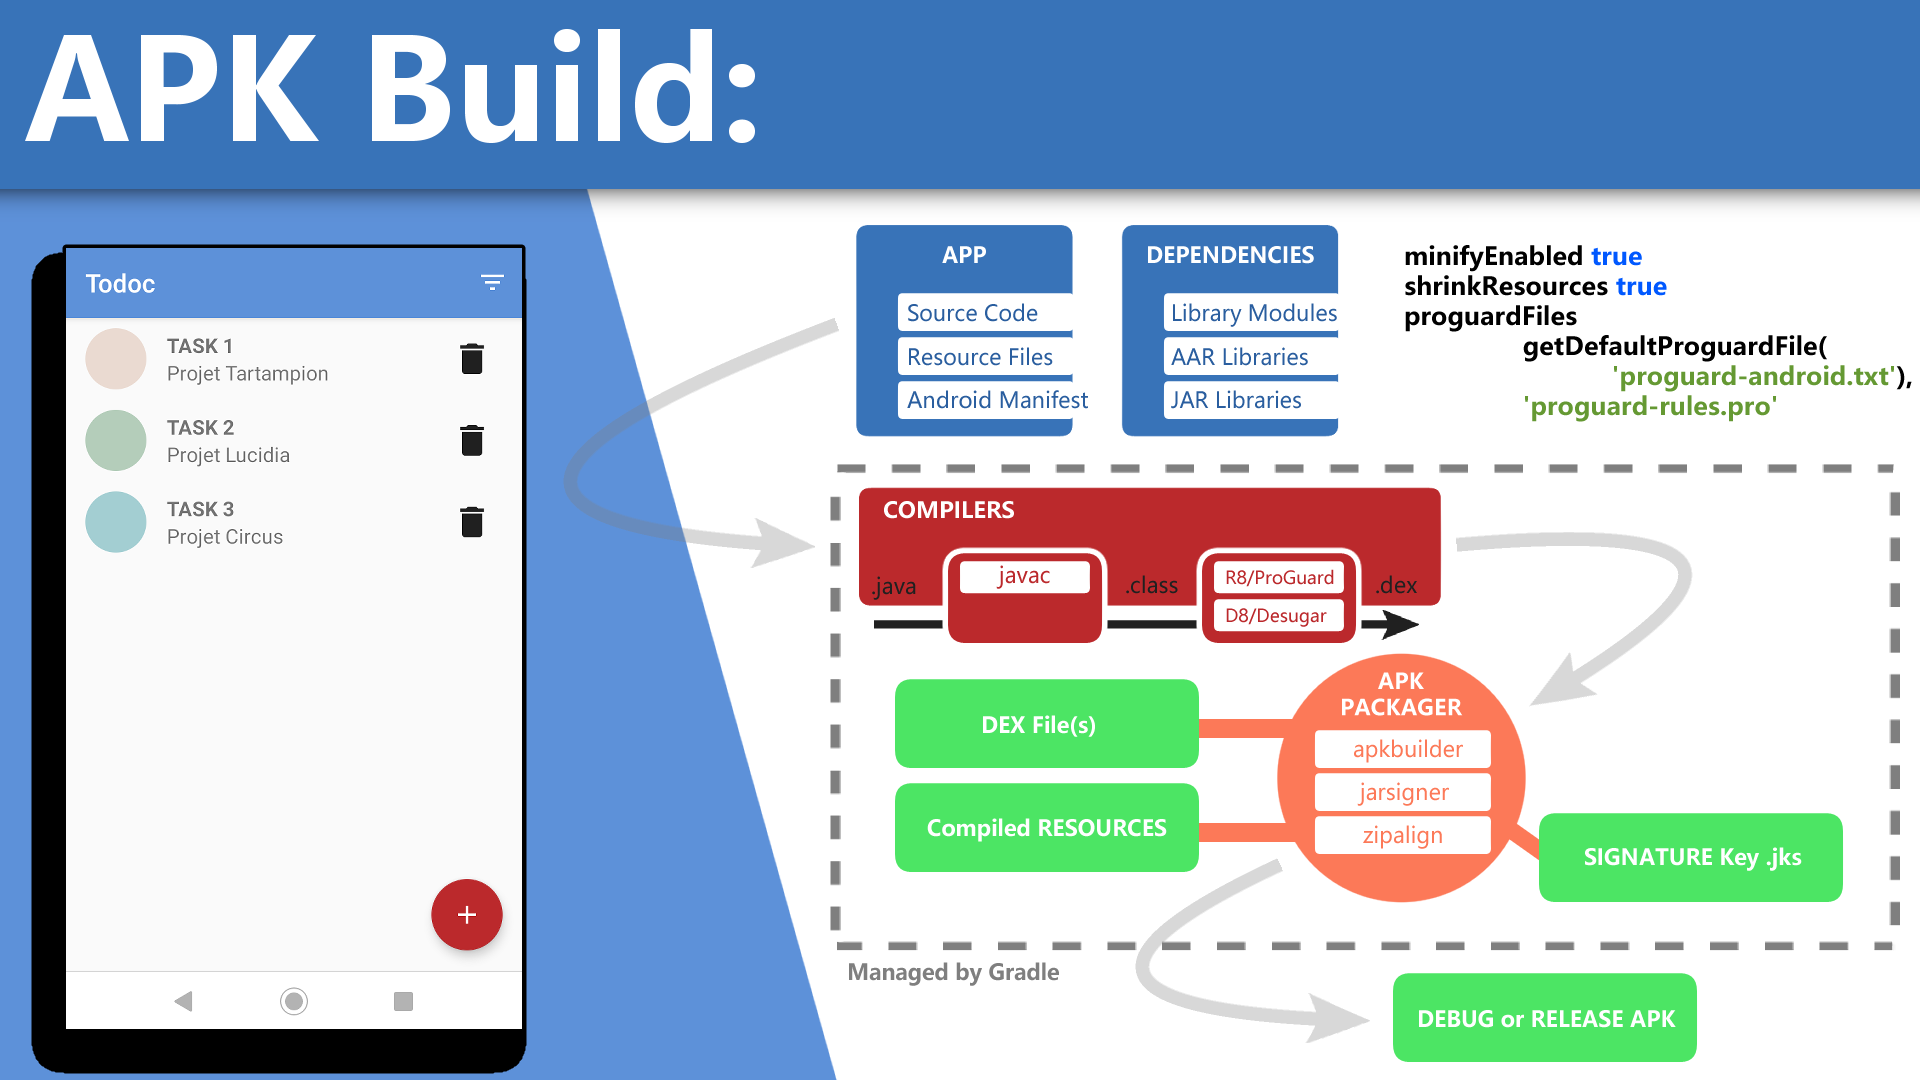 APK Build:
Todoc
TASK 1
Projet Tartampion
TASK 2
Projet Lucidia
TASK 3
Projet Circus
APP
Source Code
Resource Files
Android Manifest
DEPENDENCIES
Library Modules
AAR Libraries
JAR Libraries
minifyEnabled true
shrinkResources true
proguardFiles
getDefaultProguardFile(
'proguard-android.txt'),
'proguard-rules.pro'
COMPILERS
.java
javac
.class
R8/ProGuard
D8/Desugar
.dex
DEX File(s)
Compiled RESOURCES
APK
PACKAGER
apkbuilder
jarsigner
zipalign
SIGNATURE Key .jks
Managed by Gradle
DEBUG or RELEASE APK